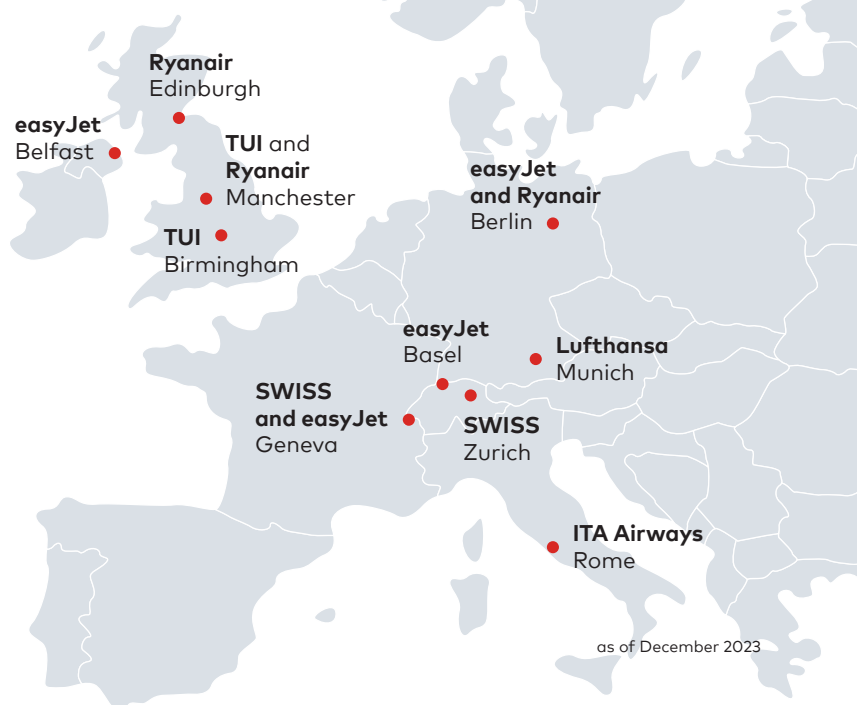 Ryanair
Edinburgh
easyJet
Belfast
TUI and
Ryanair
Manchester
TUI
Birmingham
easyJet
and Ryanair
Berlin
easyJet
Basel
Lufthansa
Munich
SWISS
and easyJet
Geneva
SWISS
Zurich
ITA Airways
Rome
as of December 2023